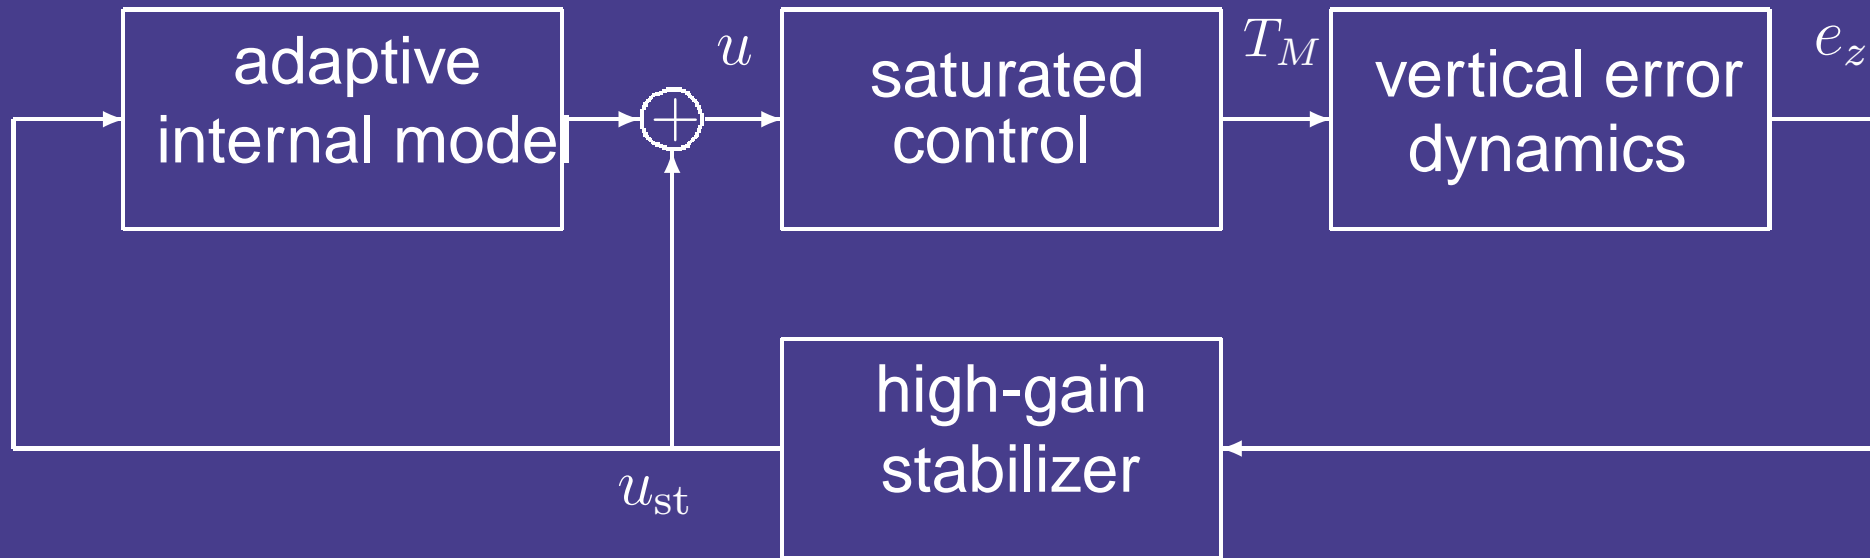 adaptive
internal model
u
saturated
control
T_M
vertical error
dynamics
e_z
+
high-gain
stabilizer
u_st